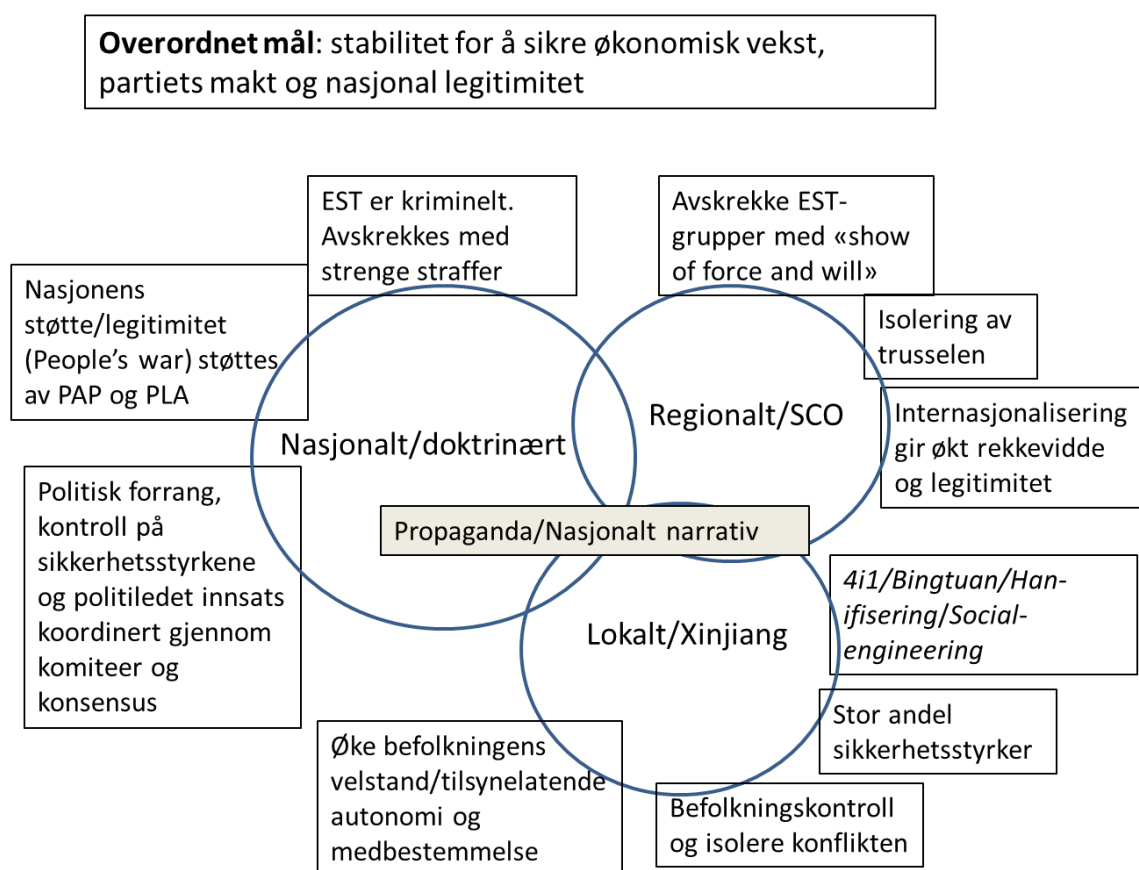 Overordnet mål: stabilitet for å sikre økonomisk vekst,
partiets makt og nasjonal legitimitet
EST er kriminelt.
Avskrekkes med
strenge straffer
Avskrekke EST-
grupper med «show
of force and will»
Nasjonens
støtte/legitimitet
(People’s war) støttes
av PAP og PLA
Isolering av
trusselen
Regionalt/SCO
Internasjonalisering
gir økt rekkevidde
og legitimitet
Nasjonalt/doktrinært
Politisk forrang,
kontroll på
sikkerhetsstyrkene
og politiledet innsats
koordinert gjennom
komiteer og
konsensus
Propaganda/Nasjonalt narrativ
4i1/Bingtuan/Han-
ifisering/Social-
engineering
Lokalt/Xinjiang
Stor andel
sikkerhetsstyrker
Øke befolkningens
velstand/tilsynelatende
autonomi og
medbestemmelse
Befolkningskontroll
og isolere konflikten